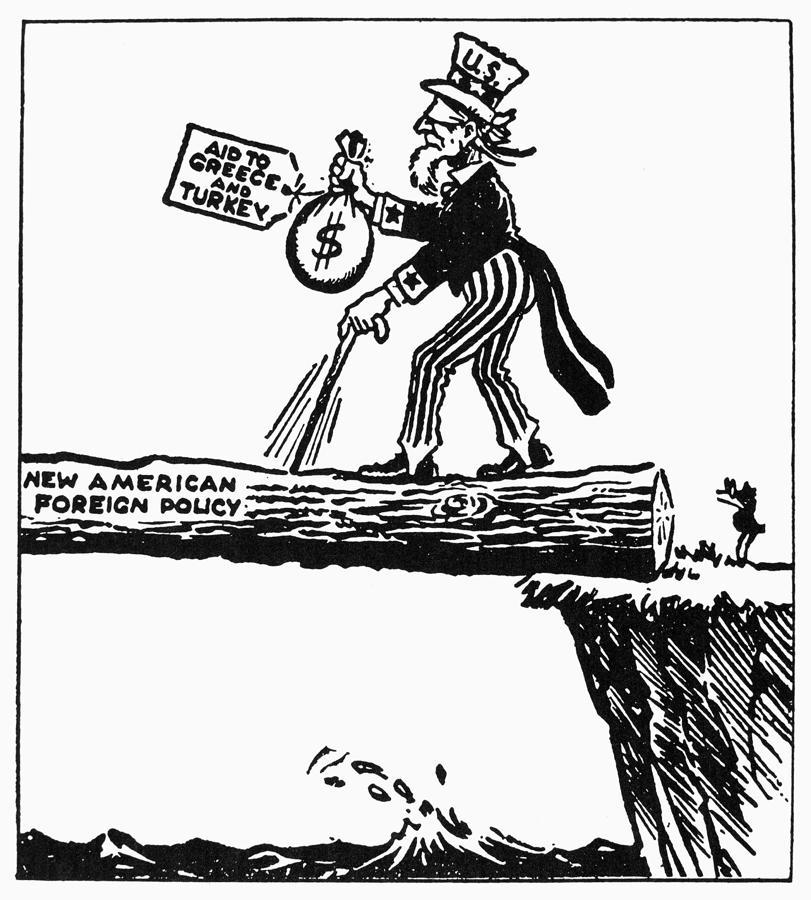 U.S.
AID TO
GREECE
AND
TURKEY
$
NEW AMERICAN
FOREIGN POLICY